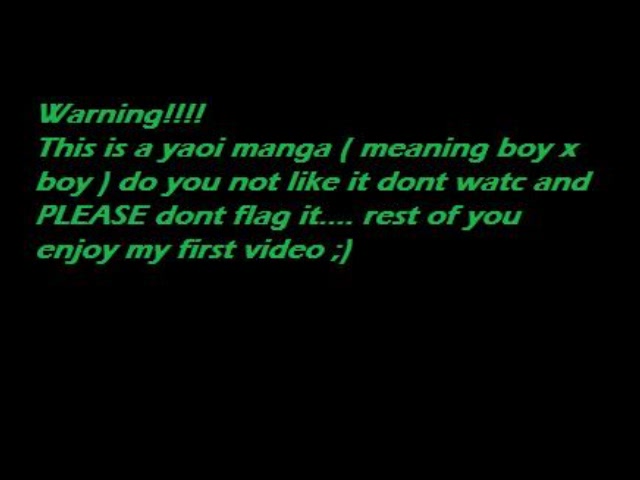 Warning!!!!
This is a yaoi manga ( meaning boy x
boy ) do you not like it dont watc and
PLEASE dont flag it.... rest of you
enjoy my first video ;)